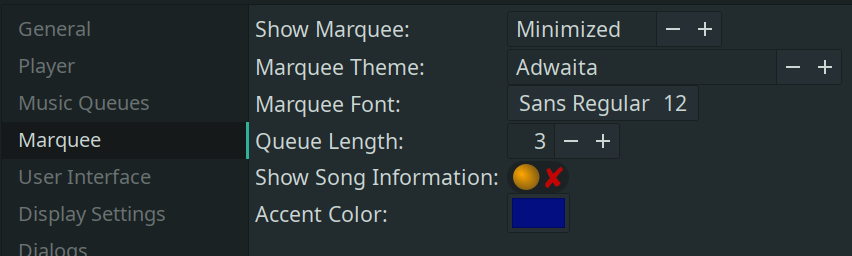 General
Player
Music Queues
Marquee
User Interface
Display Settings
Dialogs
Show Marquee: Minimized − +
Marquee Theme: Adwaita − +
Marquee Font: Sans Regular 12
Queue Length: 3 − +
Show Song Information: ✘
Accent Color: